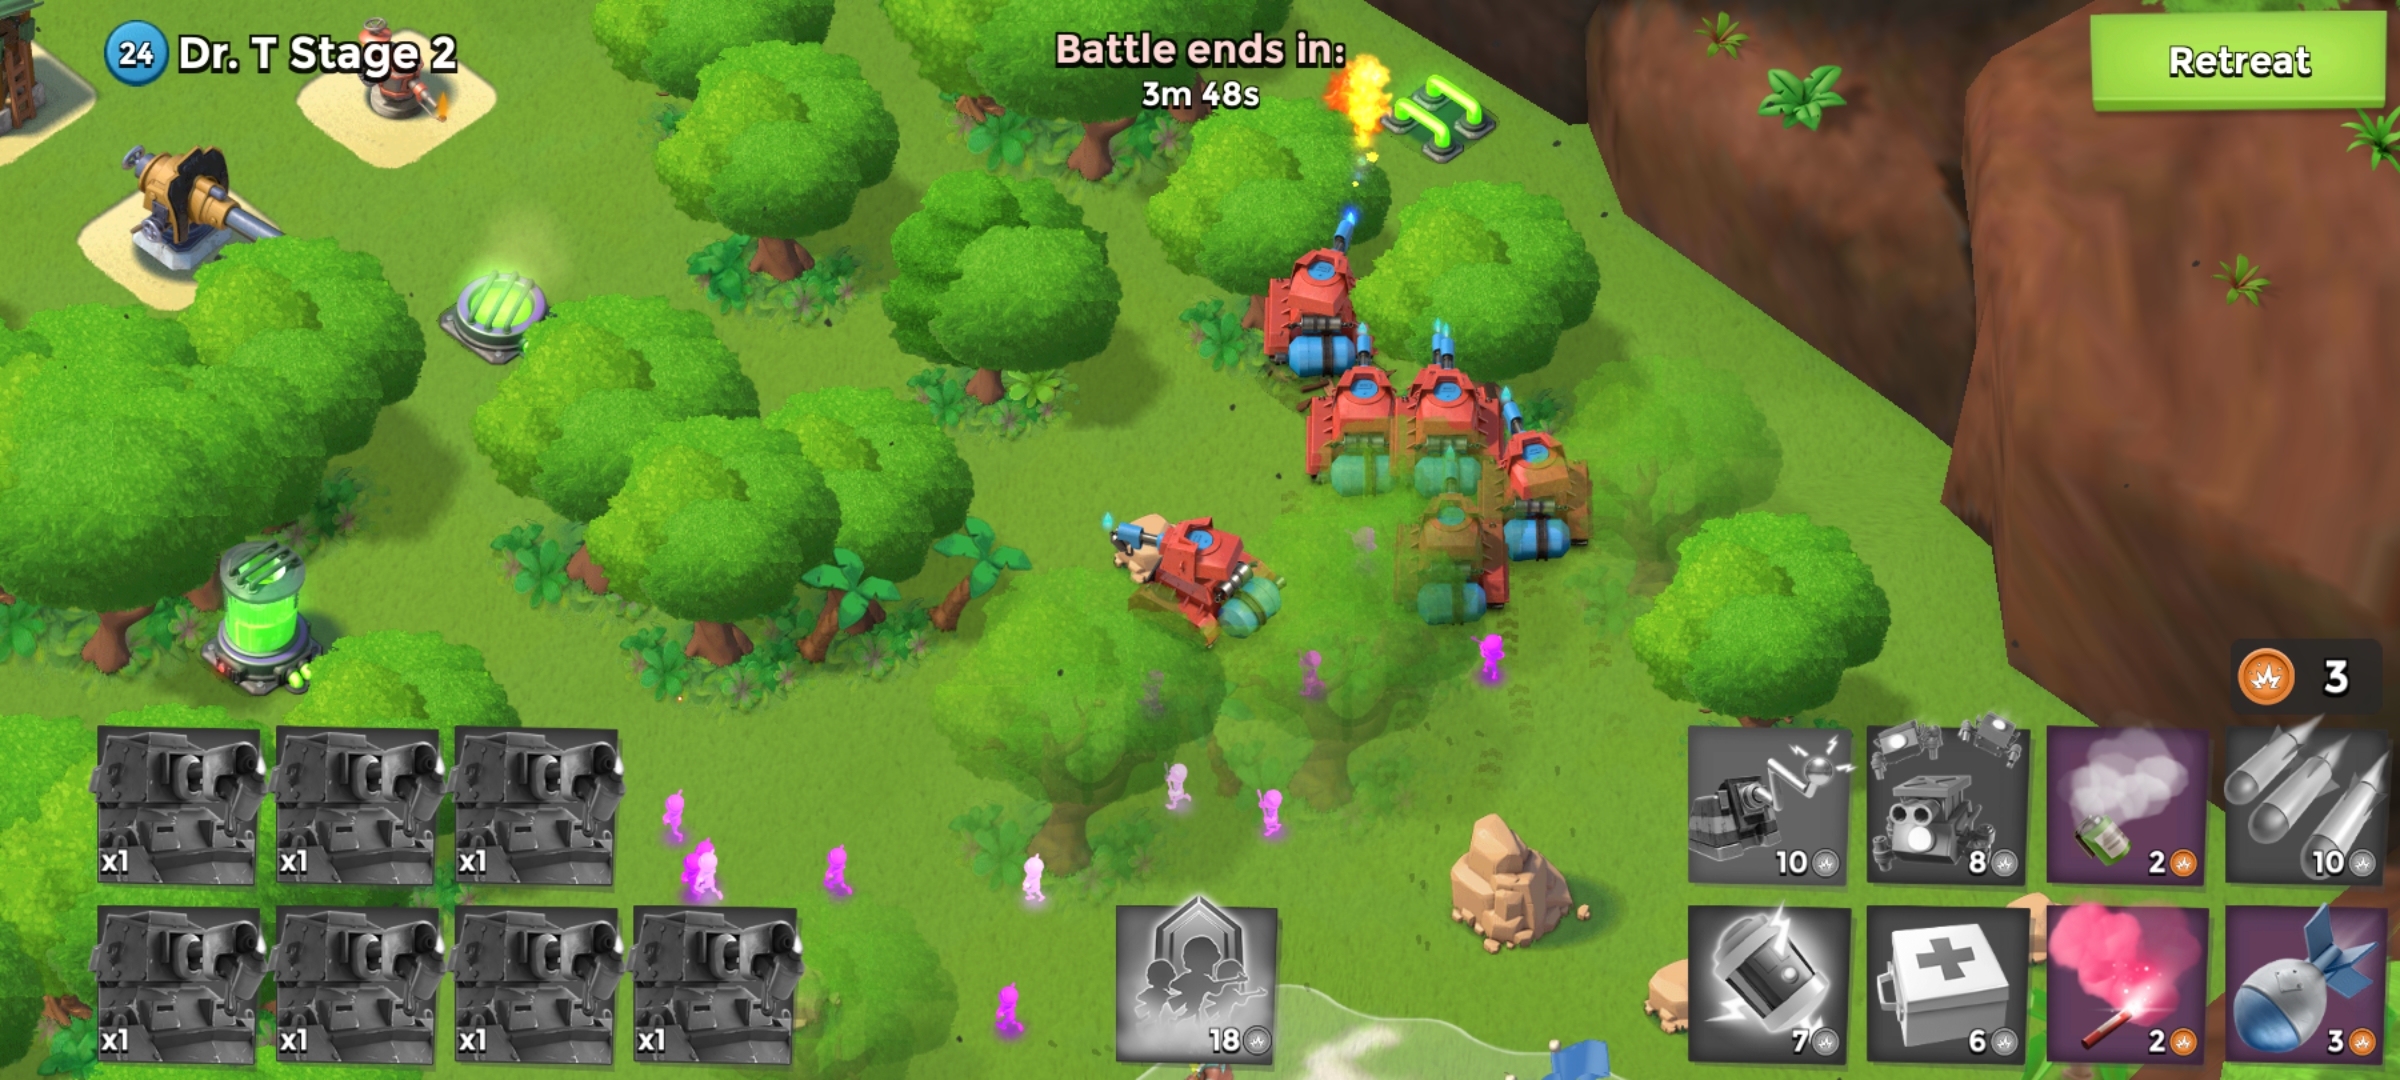 24 Dr. T Stage 2
Battle ends in:
3m 48s
Retreat
3
x1 x1 x1
10 8 2 10
x1 x1 x1 x1
18
7 6 2 3